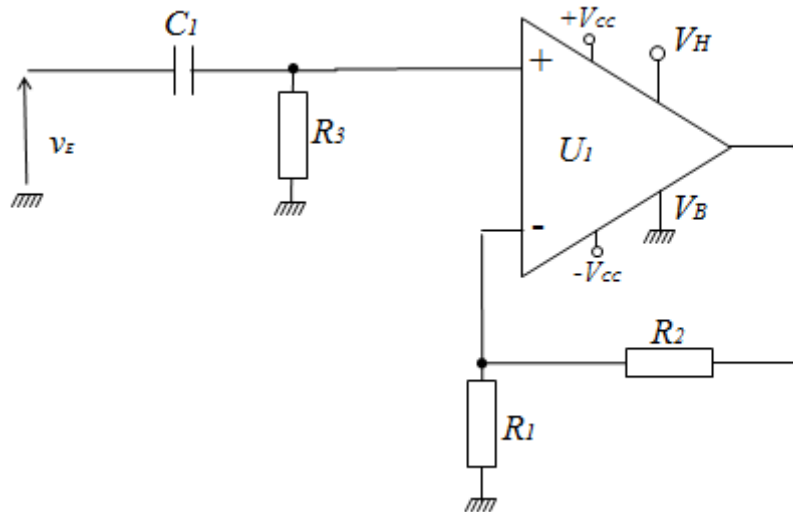 C1
+Vcc
VH
+
vE
R3
U1
VB
-
-Vcc
R2
R1